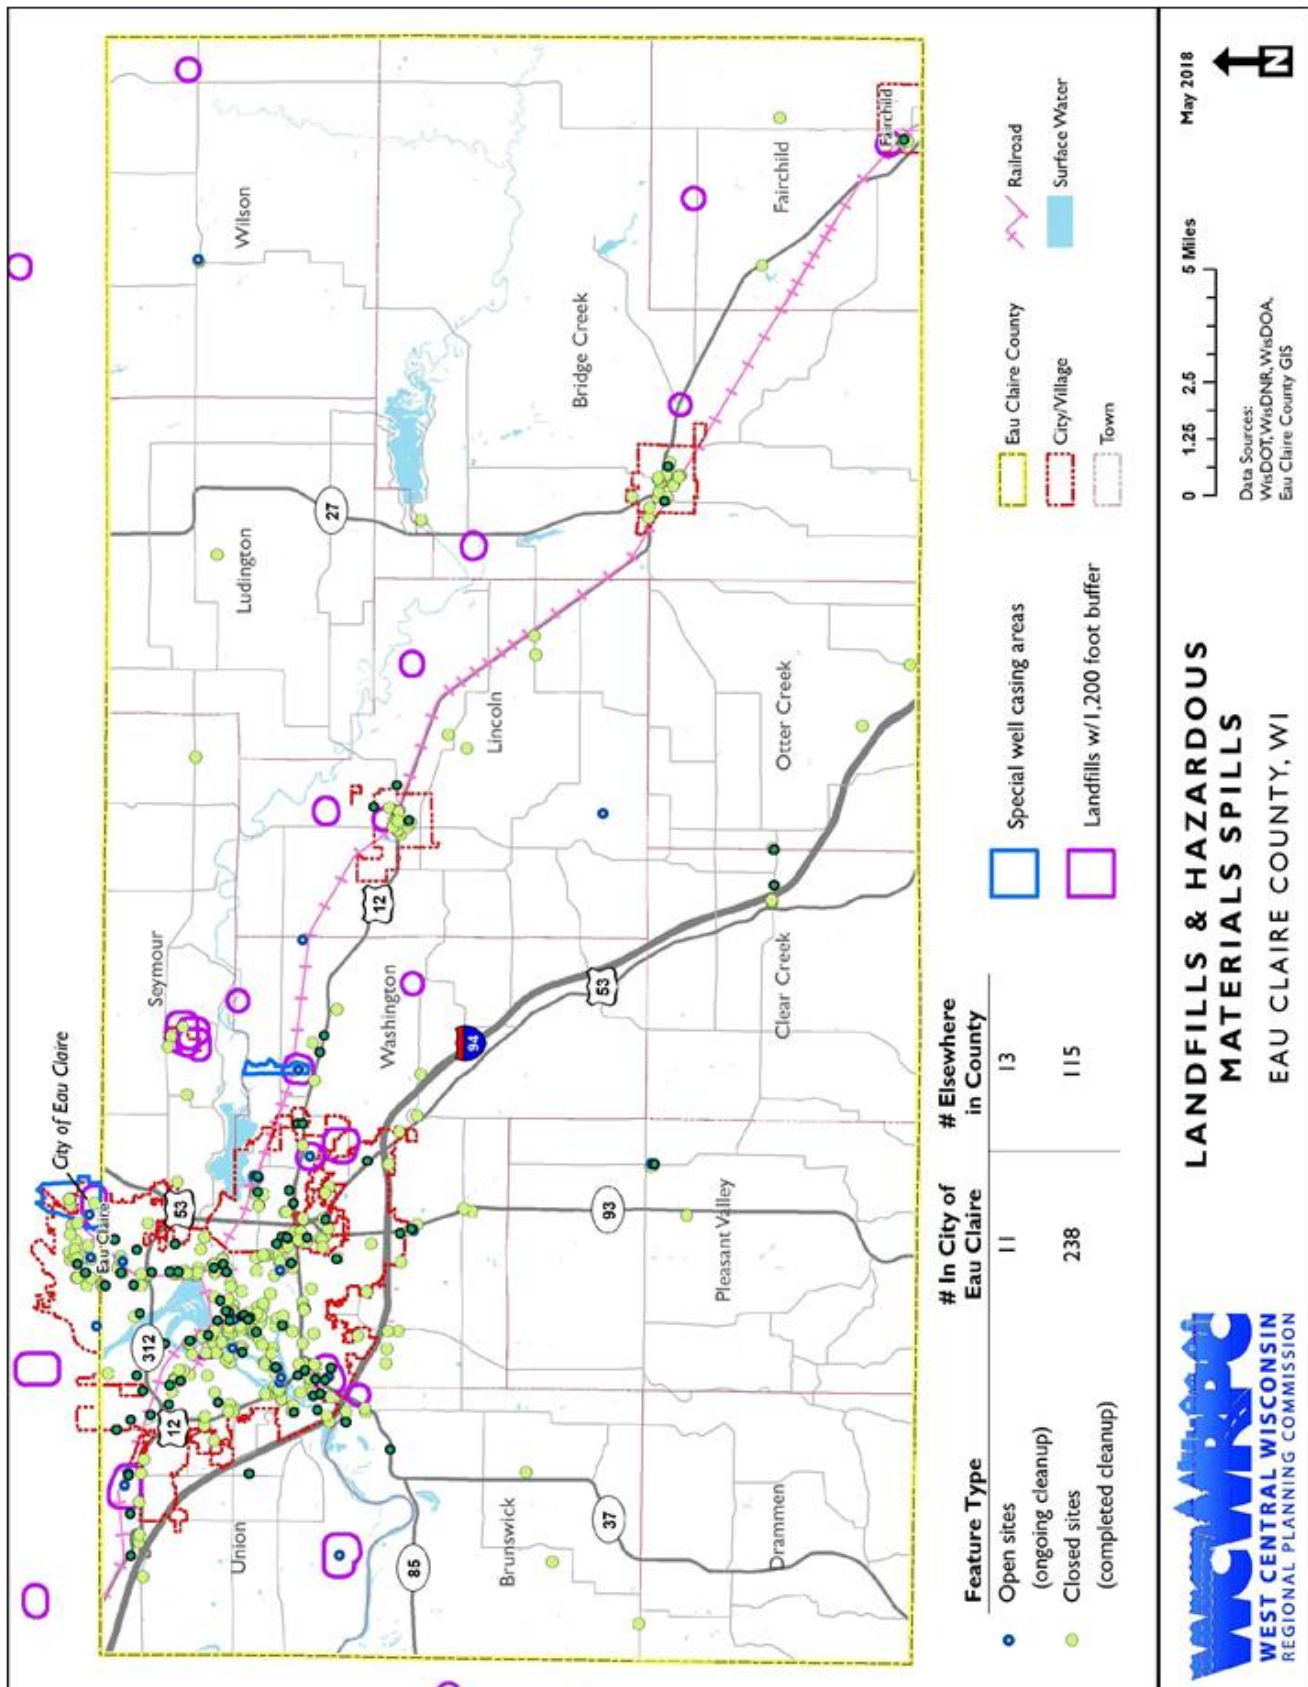 City of Eau Claire
Eau Claire
Seymour
Ludington
Wilson
Union
Washington
Lincoln
Bridge Creek
Fairchild
Fairchild
Brunswick
Pleasant Valley
Clear Creek
Otter Creek
Drammen
312
53
12
27
12
94
53
85
37
93
Feature Type
# In City of
Eau Claire
# Elsewhere
in County
Open sites
(ongoing cleanup)
11
13
Closed sites
(completed cleanup)
238
115
Special well casing areas
Landfills w/1,200 foot buffer
Eau Claire County
City/Village
Town
Railroad
Surface Water
WCWRPC
WEST CENTRAL WISCONSIN
REGIONAL PLANNING COMMISSION
LANDFILLS & HAZARDOUS
MATERIALS SPILLS
EAU CLAIRE COUNTY, WI
0 1.25 2.5 5 Miles
Data Sources:
WisDOT, WisDNR, WisDOA,
Eau Claire County GIS
May 2018
N